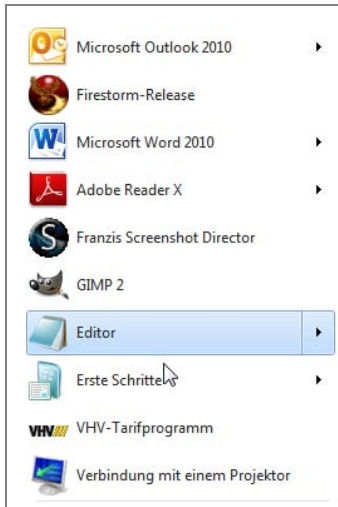 Microsoft Outlook 2010
Firestorm-Release
Microsoft Word 2010
Adobe Reader X
Franzis Screenshot Director
GIMP 2
Editor
Erste Schritte
VHV VHV-Tarifprogramm
Verbindung mit einem Projektor